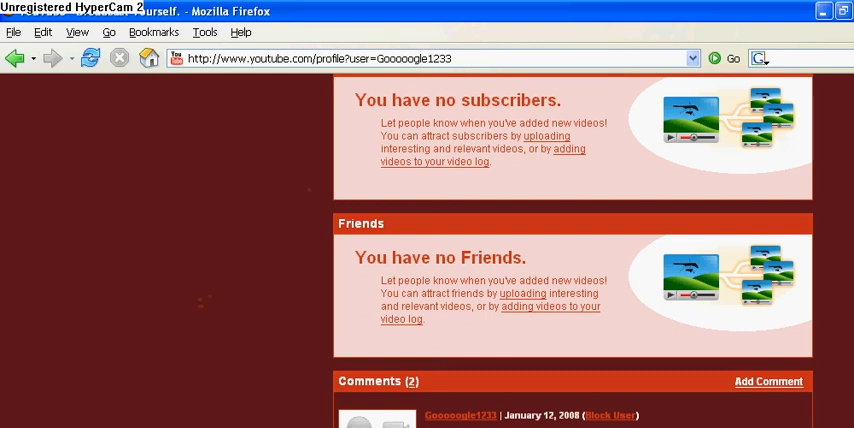 Unregistered HyperCam 2
Yourself. - Mozilla Firefox
File Edit View Go Bookmarks Tools Help
http://www.youtube.com/profile?user=Gooooogle1233 Go
You have no subscribers.
Let people know when you've added new videos!
You can attract subscribers by uploading
interesting and relevant videos, or by adding
videos to your video log.
Friends
You have no Friends.
Let people know when you've added new videos!
You can attract friends by uploading interesting
and relevant videos, or by adding videos to your
video log.
Comments (2) Add Comment
Gooooogle1233 | January 12, 2008 (Block User)